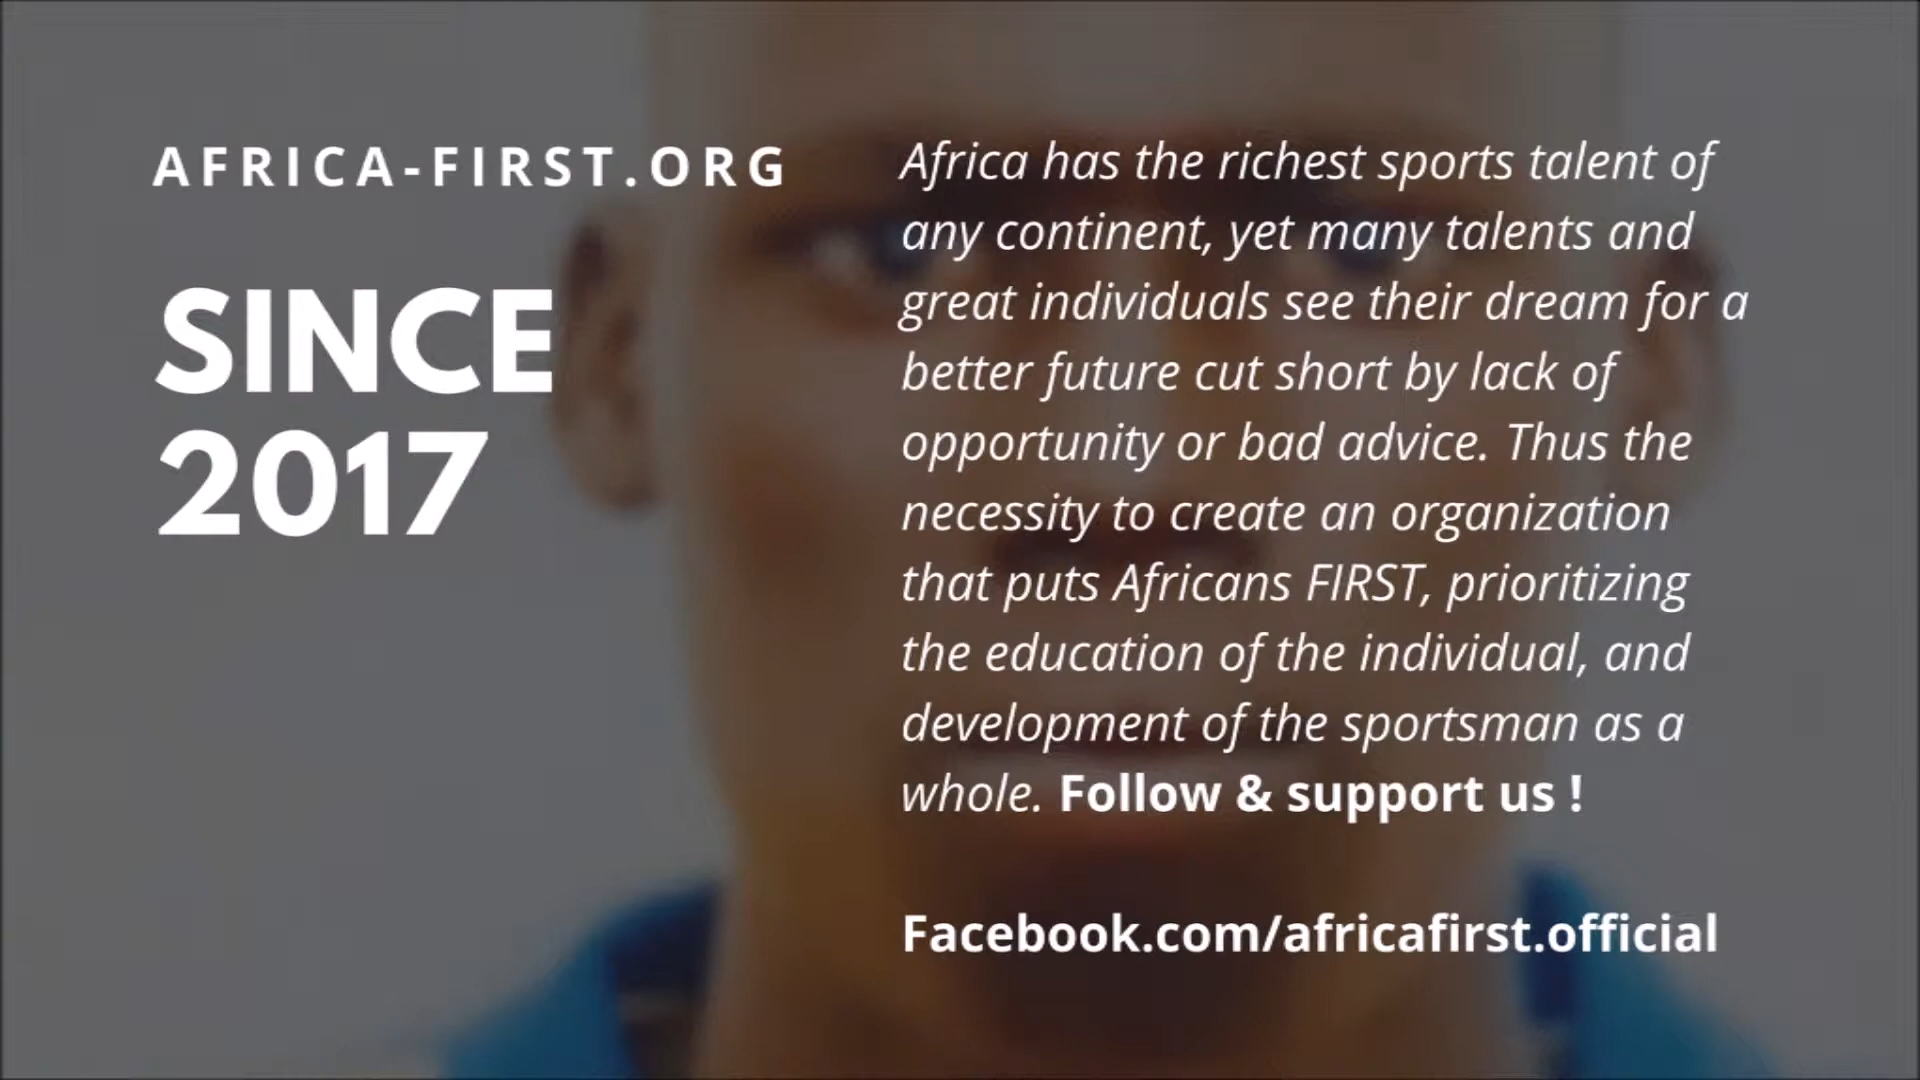 AFRICA-FIRST.ORG
SINCE
2017
Africa has the richest sports talent of
any continent, yet many talents and
great individuals see their dream for a
better future cut short by lack of
opportunity or bad advice. Thus the
necessity to create an organization
that puts Africans FIRST, prioritizing
the education of the individual, and
development of the sportsman as a
whole. Follow & support us !
Facebook.com/africafirst.official